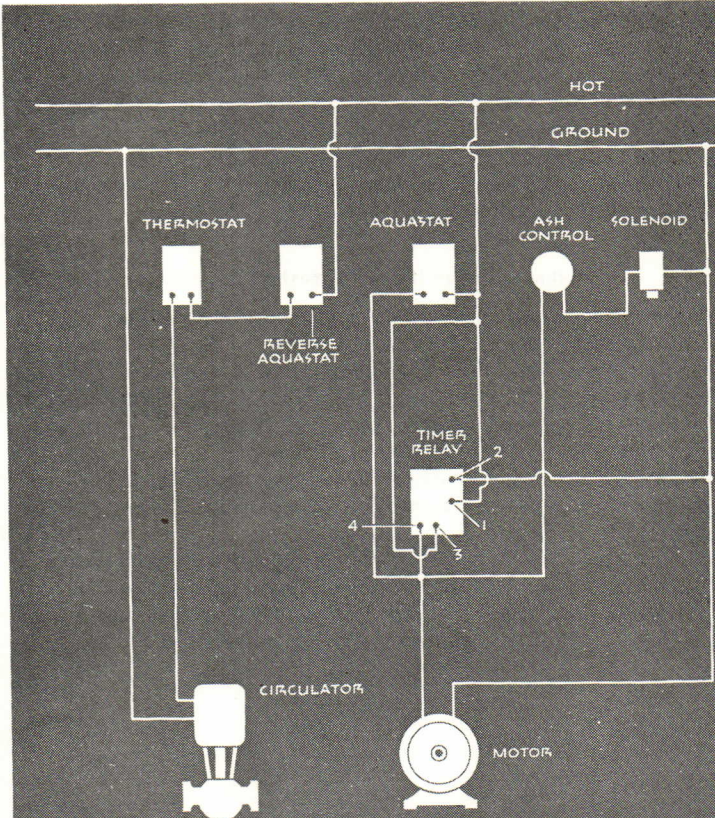 HOT
GROUND
THERMOSTAT
AQUASTAT
ASH
CONTROL
SOLENOID
REVERSE
AQUASTAT
TIMER
RELAY
2
1
4
3
CIRCULATOR
MOTOR